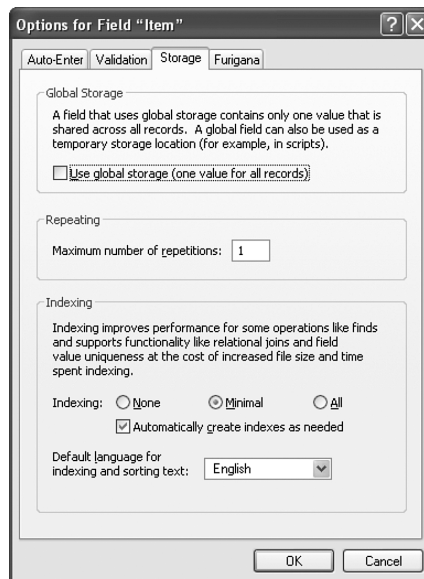 Options for Field “Item”
Auto-Enter Validation Storage Furigana
Global Storage
A field that uses global storage contains only one value that is
shared across all records. A global field can also be used as a
temporary storage location (for example, in scripts).
Use global storage (one value for all records)
Repeating
Maximum number of repetitions: 1
Indexing
Indexing improves performance for some operations like finds
and supports functionality like relational joins and field
value uniqueness at the cost of increased file size and time
spent indexing.
Indexing: None Minimal All
Automatically create indexes as needed
Default language for
indexing and sorting text: English
OK Cancel